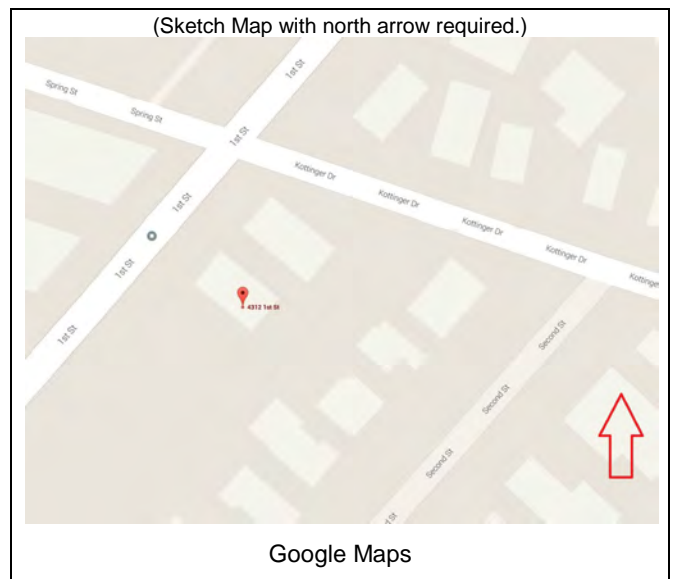 (Sketch Map with north arrow required.)
1st St
Spring St
Spring St
1st St
Kottinger Dr
Kottinger Dr
1st St
Kottinger Dr
Kottinger Dr
Kottinger
1st St
4312 1st St
1st St
Second St
Second St
Second St
St
Google Maps